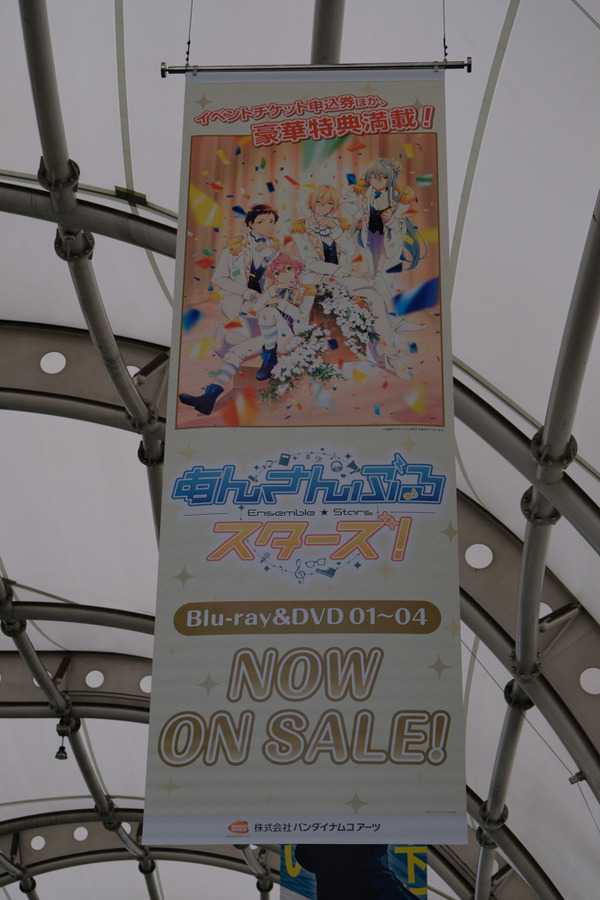 イベントチケット申込券ほか、
豪華特典満載！
あんさんぶる
Ensemble ★ Stars
スターズ！
Blu-ray&DVD 01〜04
NOW
ON SALE!
株式会社バンダイナムコアーツ
い 下